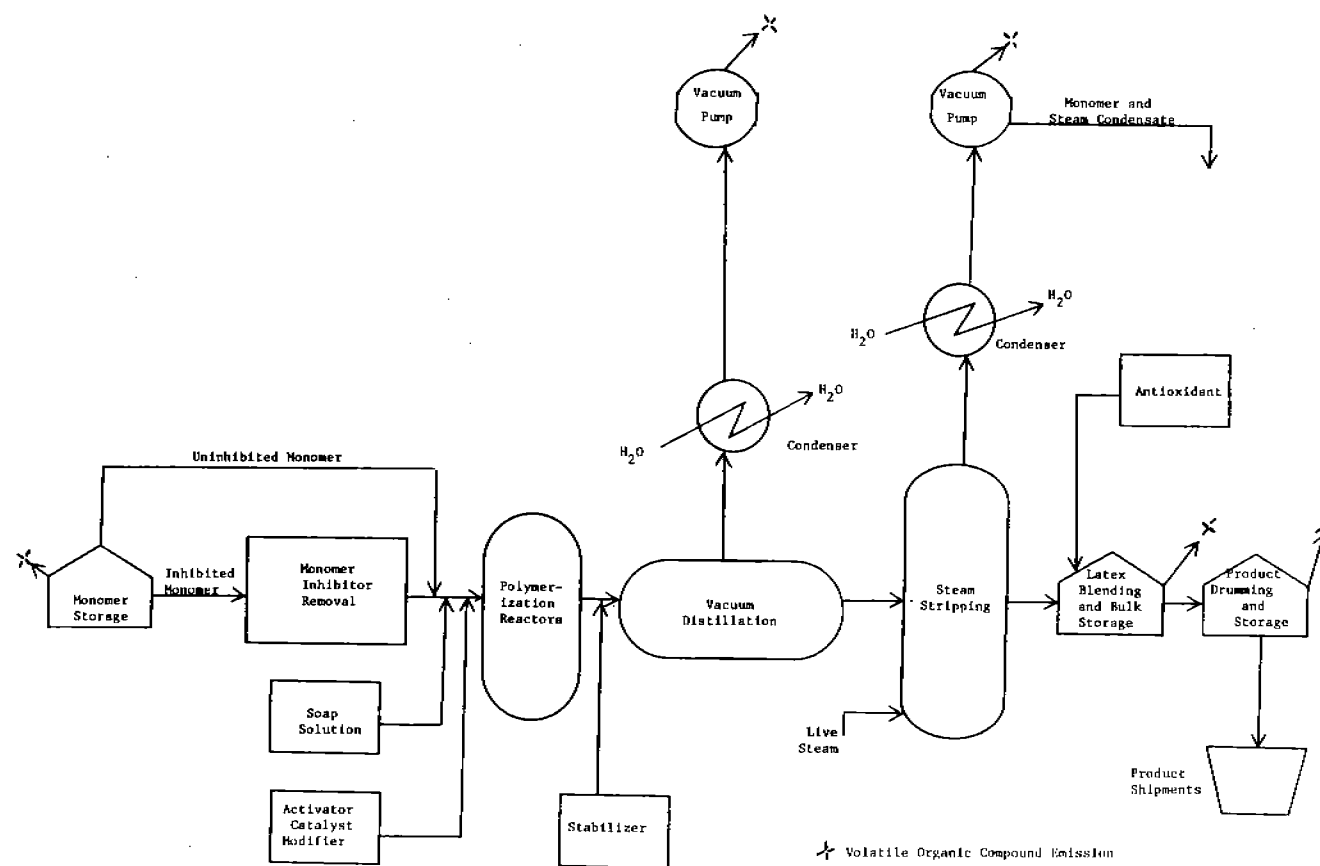 Vacuum
Pump
Vacuum
Pump
Monomer and
Steam Condensate
H2O
H2O
Condenser
H2O
H2O
Condenser
Antioxidant
Uninhibited Monomer
Inhibited
Monomer
Monomer
Storage
Monomer
Inhibitor
Removal
Polymer-
ization
Reactors
Vacuum
Distillation
Steam
Stripping
Latex
Blending
and Bulk
Storage
Product
Drumming
and
Storage
Soap
Solution
Live
Steam
Activator
Catalyst
Modifier
Stabilizer
Product
Shipments
Volatile Organic Compound Emission